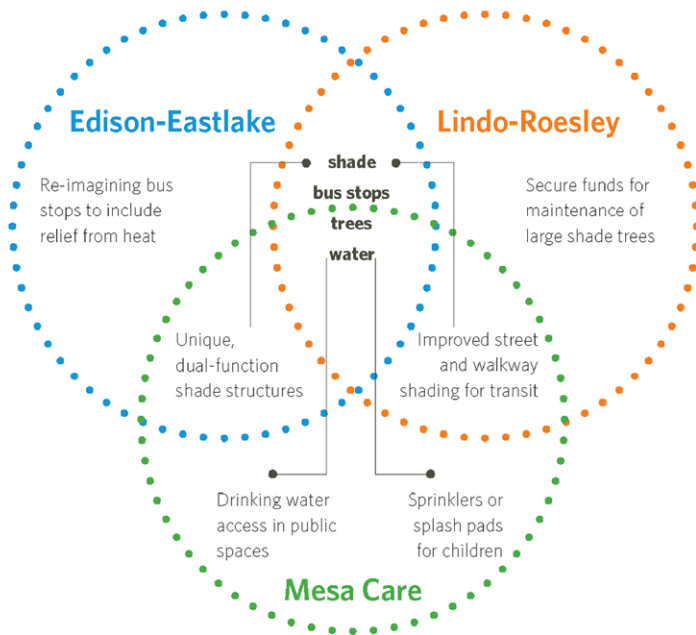 Edison-Eastlake
Lindo-Roesley
shade
bus stops
trees
water
Re-imagining bus
stops to include
relief from heat
Secure funds for
maintenance of
large shade trees
Unique,
dual-function
shade structures
Improved street
and walkway
shading for transit
Drinking water
access in public
spaces
Sprinklers or
splash pads
for children
Mesa Care